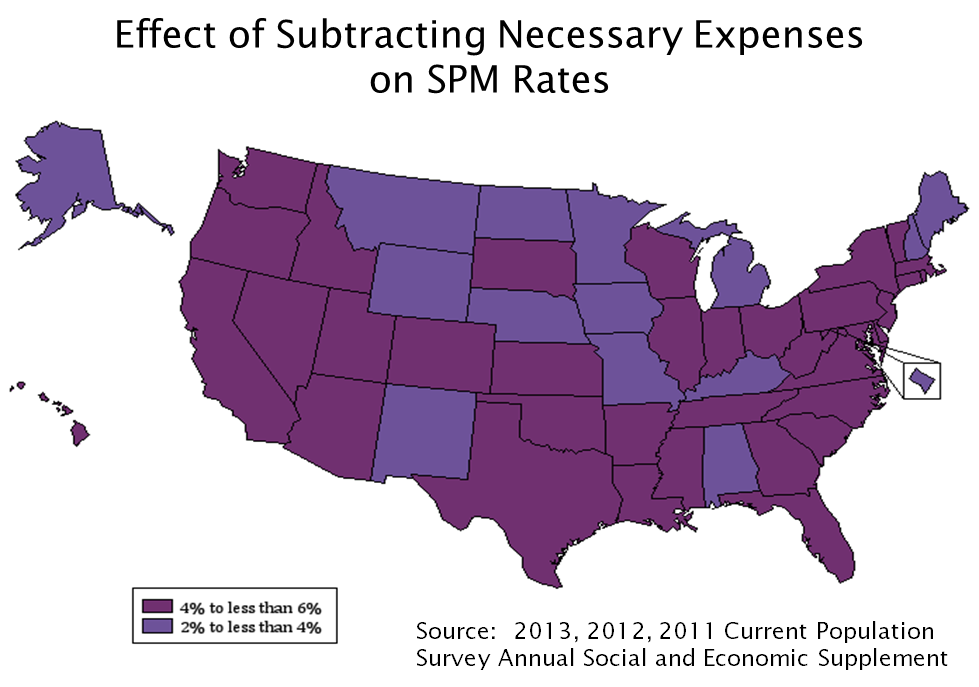 Effect of Subtracting Necessary Expenses
on SPM Rates
4% to less than 6%
2% to less than 4%
Source: 2013, 2012, 2011 Current Population
Survey Annual Social and Economic Supplement